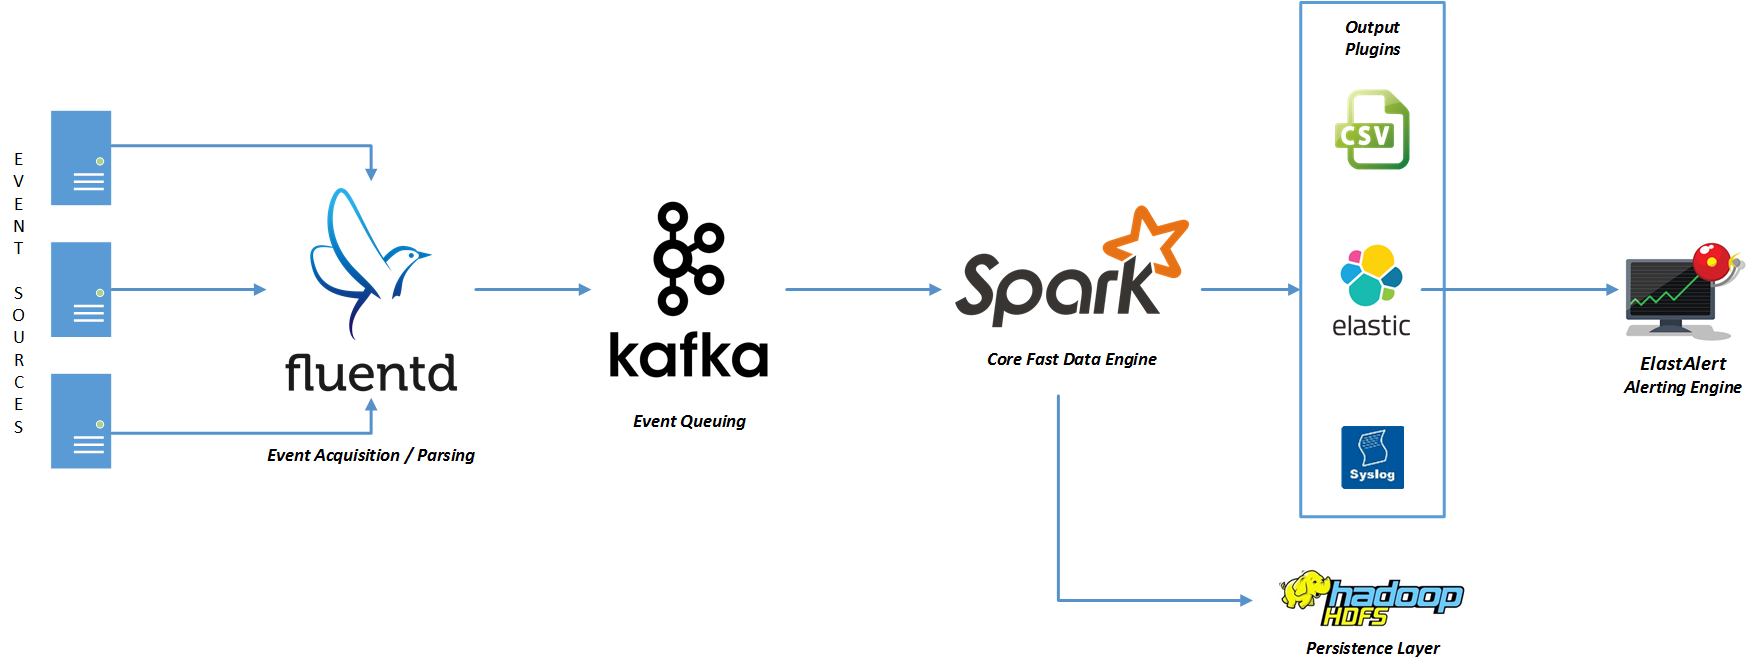 EVENT SOURCES
fluentd
Event Acquisition / Parsing
kafka
Event Queuing
Spark
Core Fast Data Engine
Output
Plugins
CSV
elastic
Syslog
ElastAlert
Alerting Engine
hadoop
HDFS
Persistence Layer